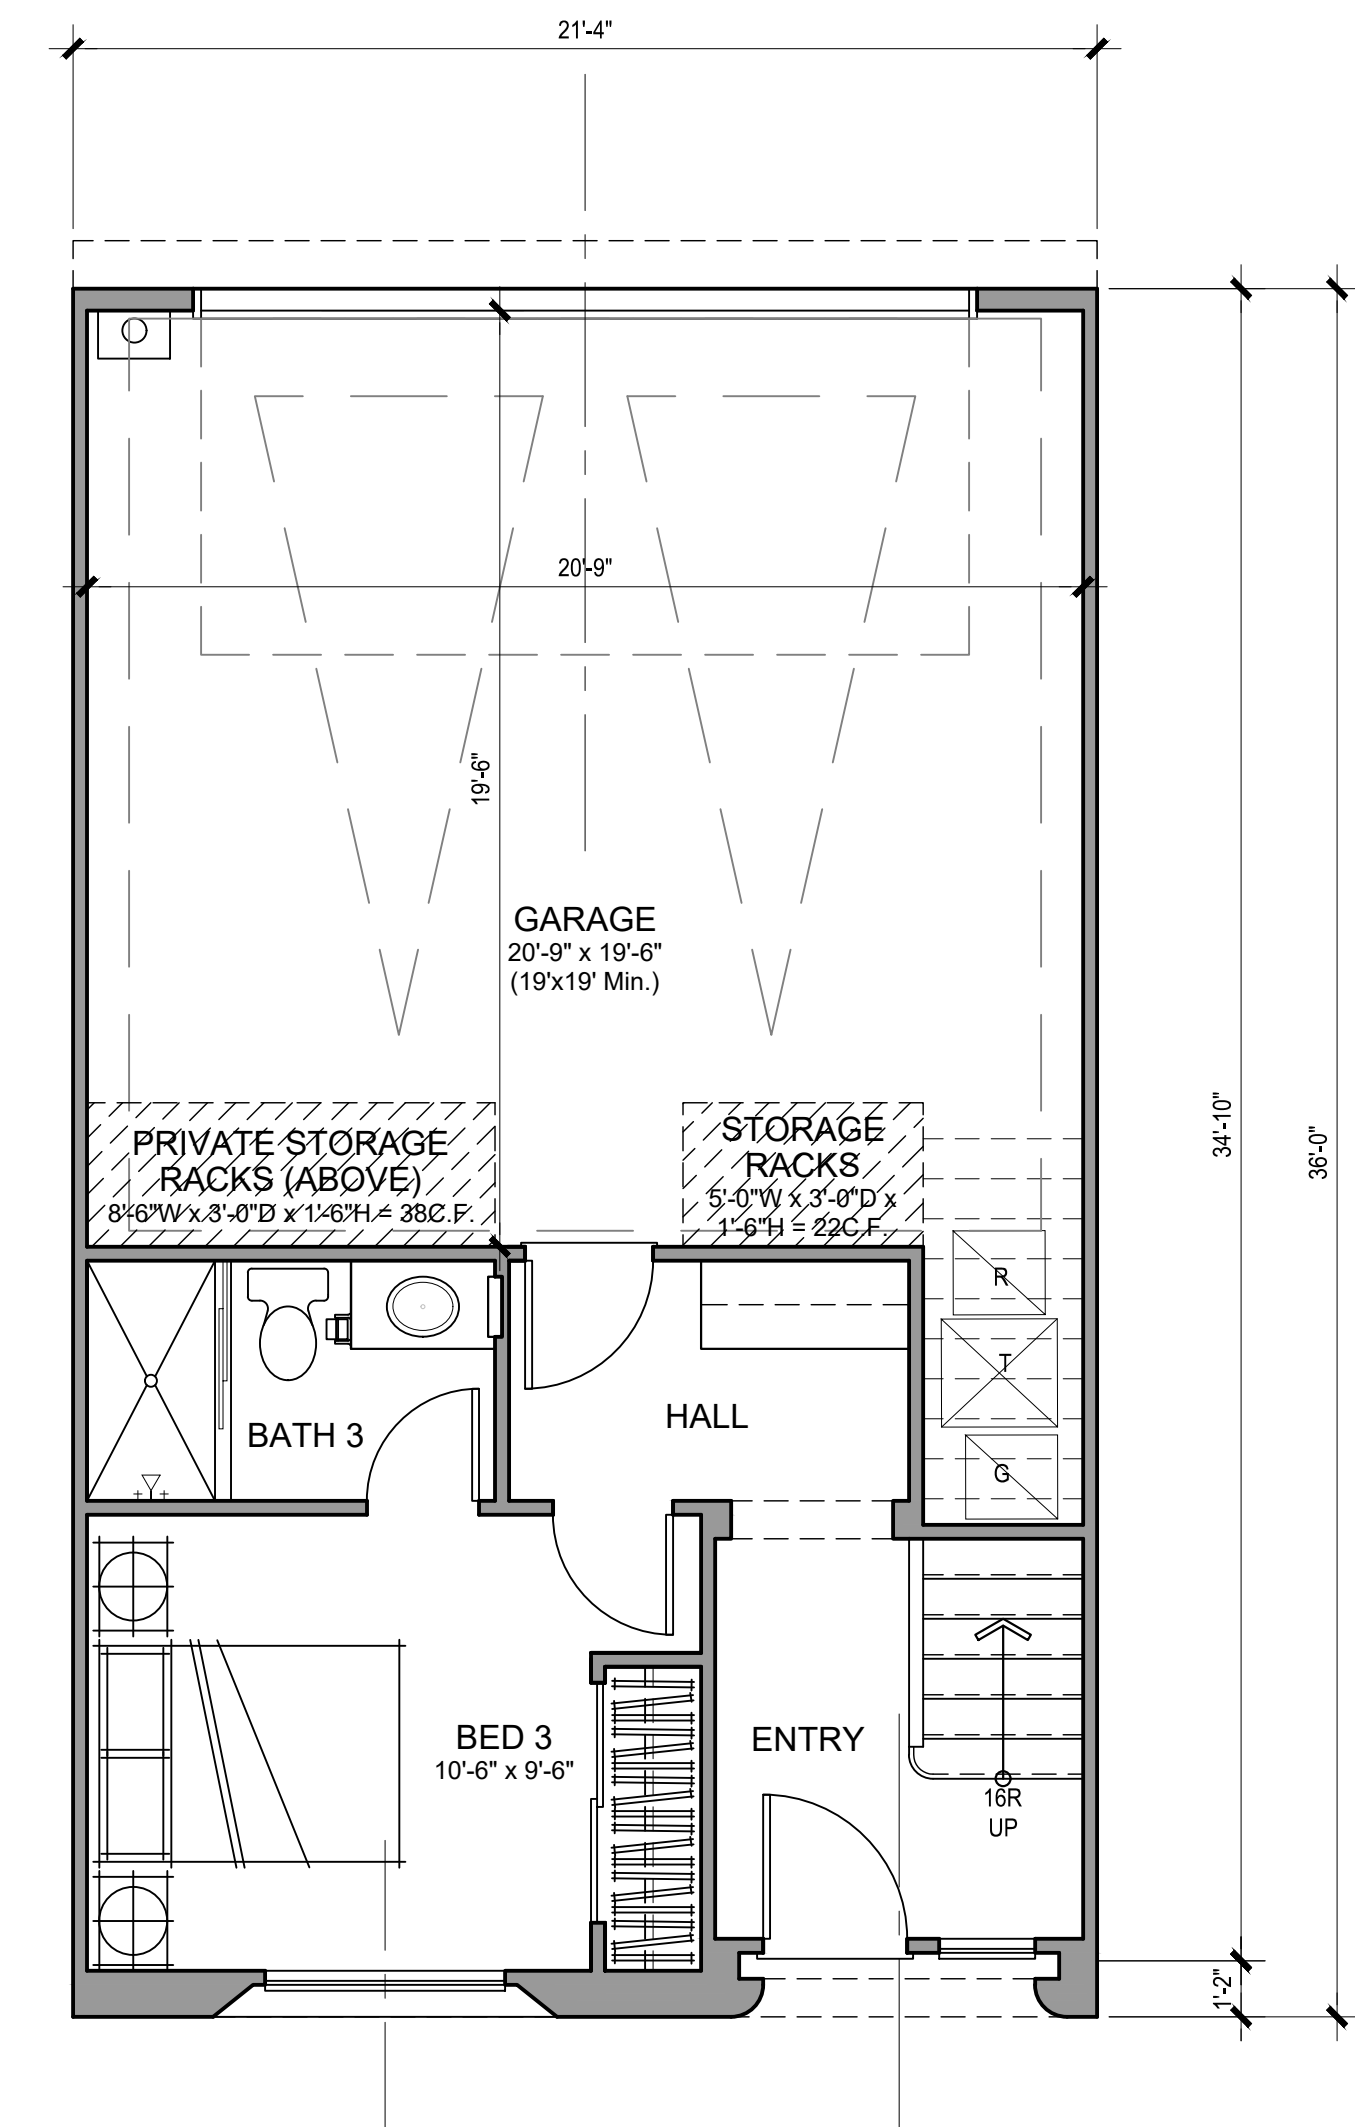 21'-4"
20'-9"
19'-6"
GARAGE
20'-9" x 19'-6"
(19'x19' Min.)
34'-10"
36'-0"
PRIVATE STORAGE
RACKS (ABOVE)
8'-6"W x 3'-0"D x 1'-6"H = 38C.F.
STORAGE
RACKS
5'-0"W x 3'-0"D x
1'-6"H = 22C.F.
R
T
G
HALL
BATH 3
BED 3
10'-6" x 9'-6"
ENTRY
16R
UP
1'-2"